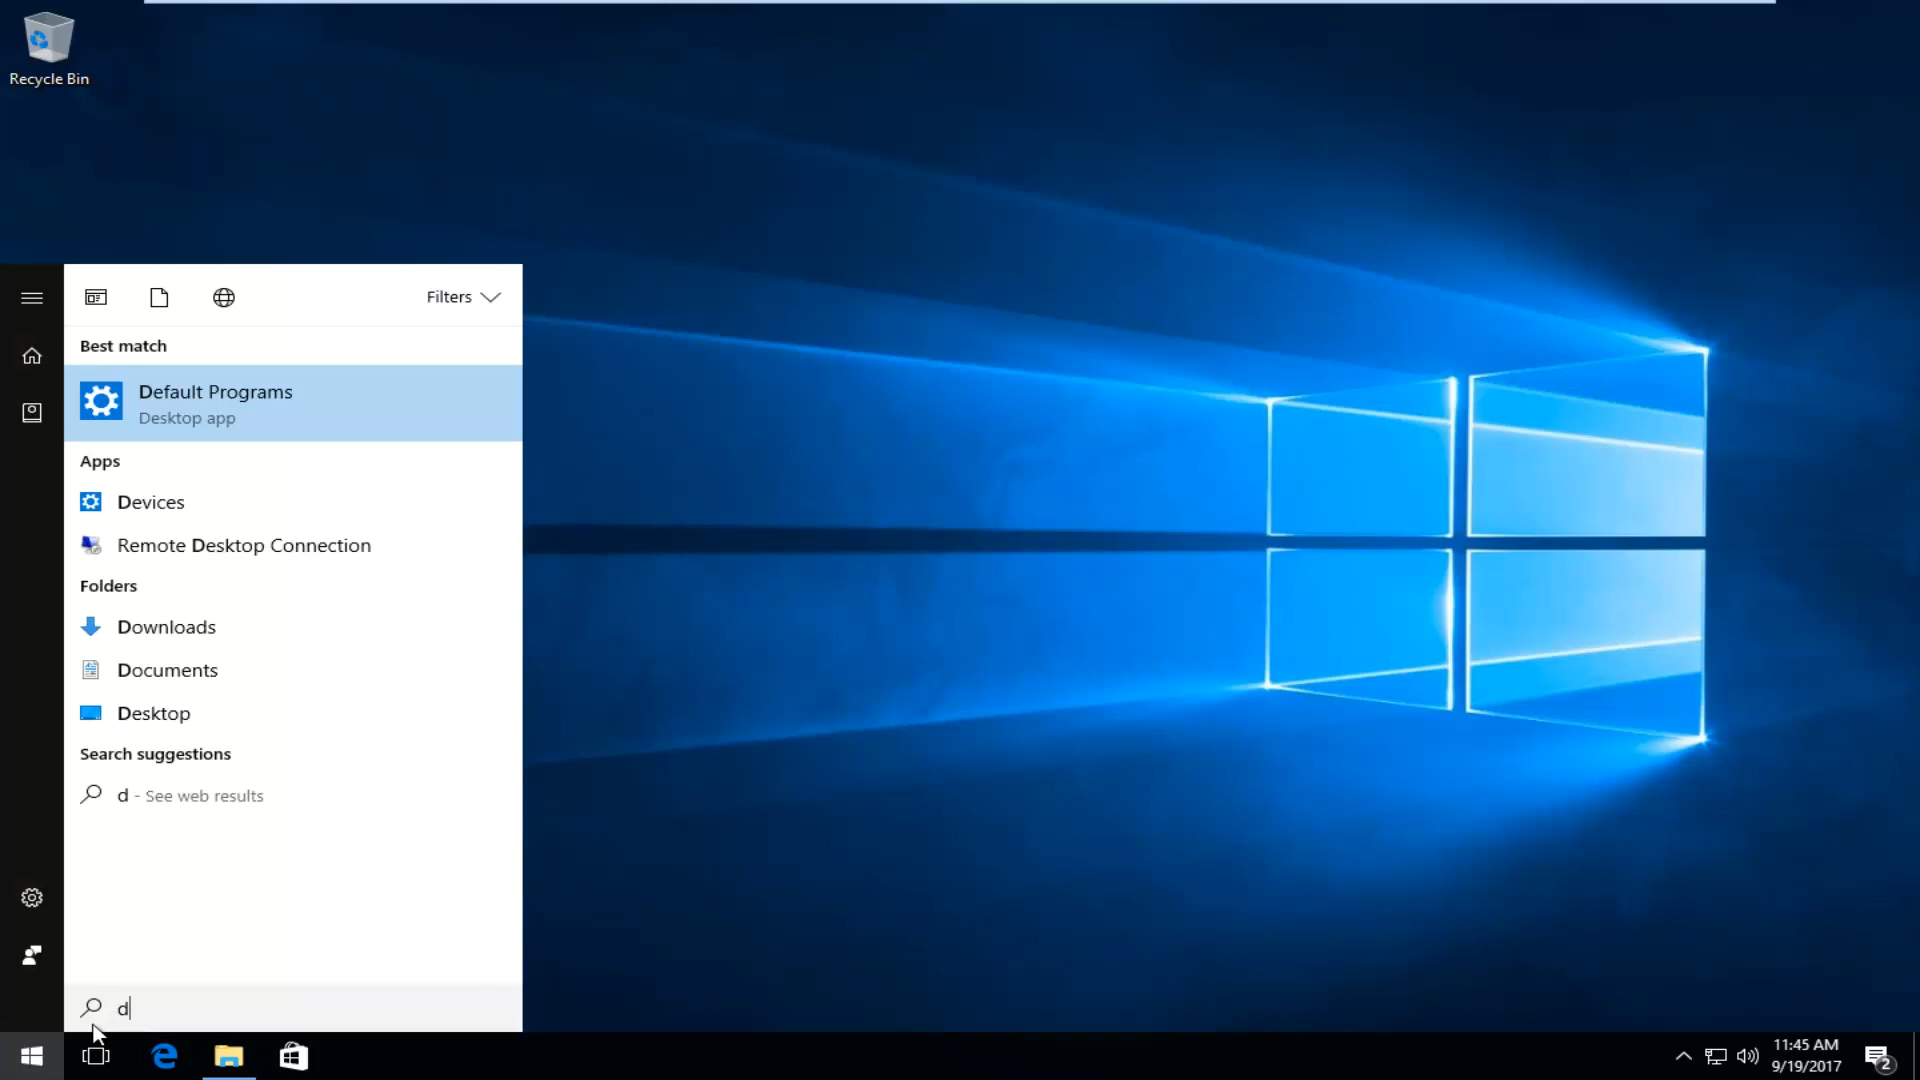 Recycle Bin
Filters
Best match
Default Programs
Desktop app
Apps
Devices
Remote Desktop Connection
Folders
Downloads
Documents
Desktop
Search suggestions
d - See web results
d
11:45 AM
9/19/2017
2